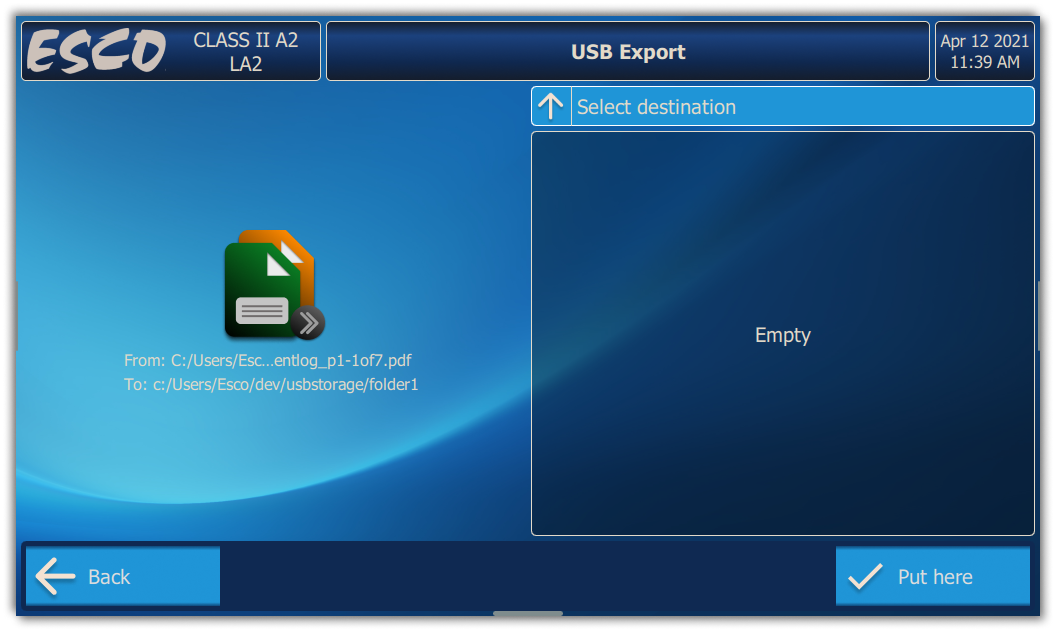 ESCO
CLASS II A2
LA2
USB Export
Apr 12 2021
11:39 AM
Select destination
Empty
From: C:/Users/Esc...entlog_p1-1of7.pdf
To: c:/Users/Esco/dev/usbstorage/folder1
Back
Put here